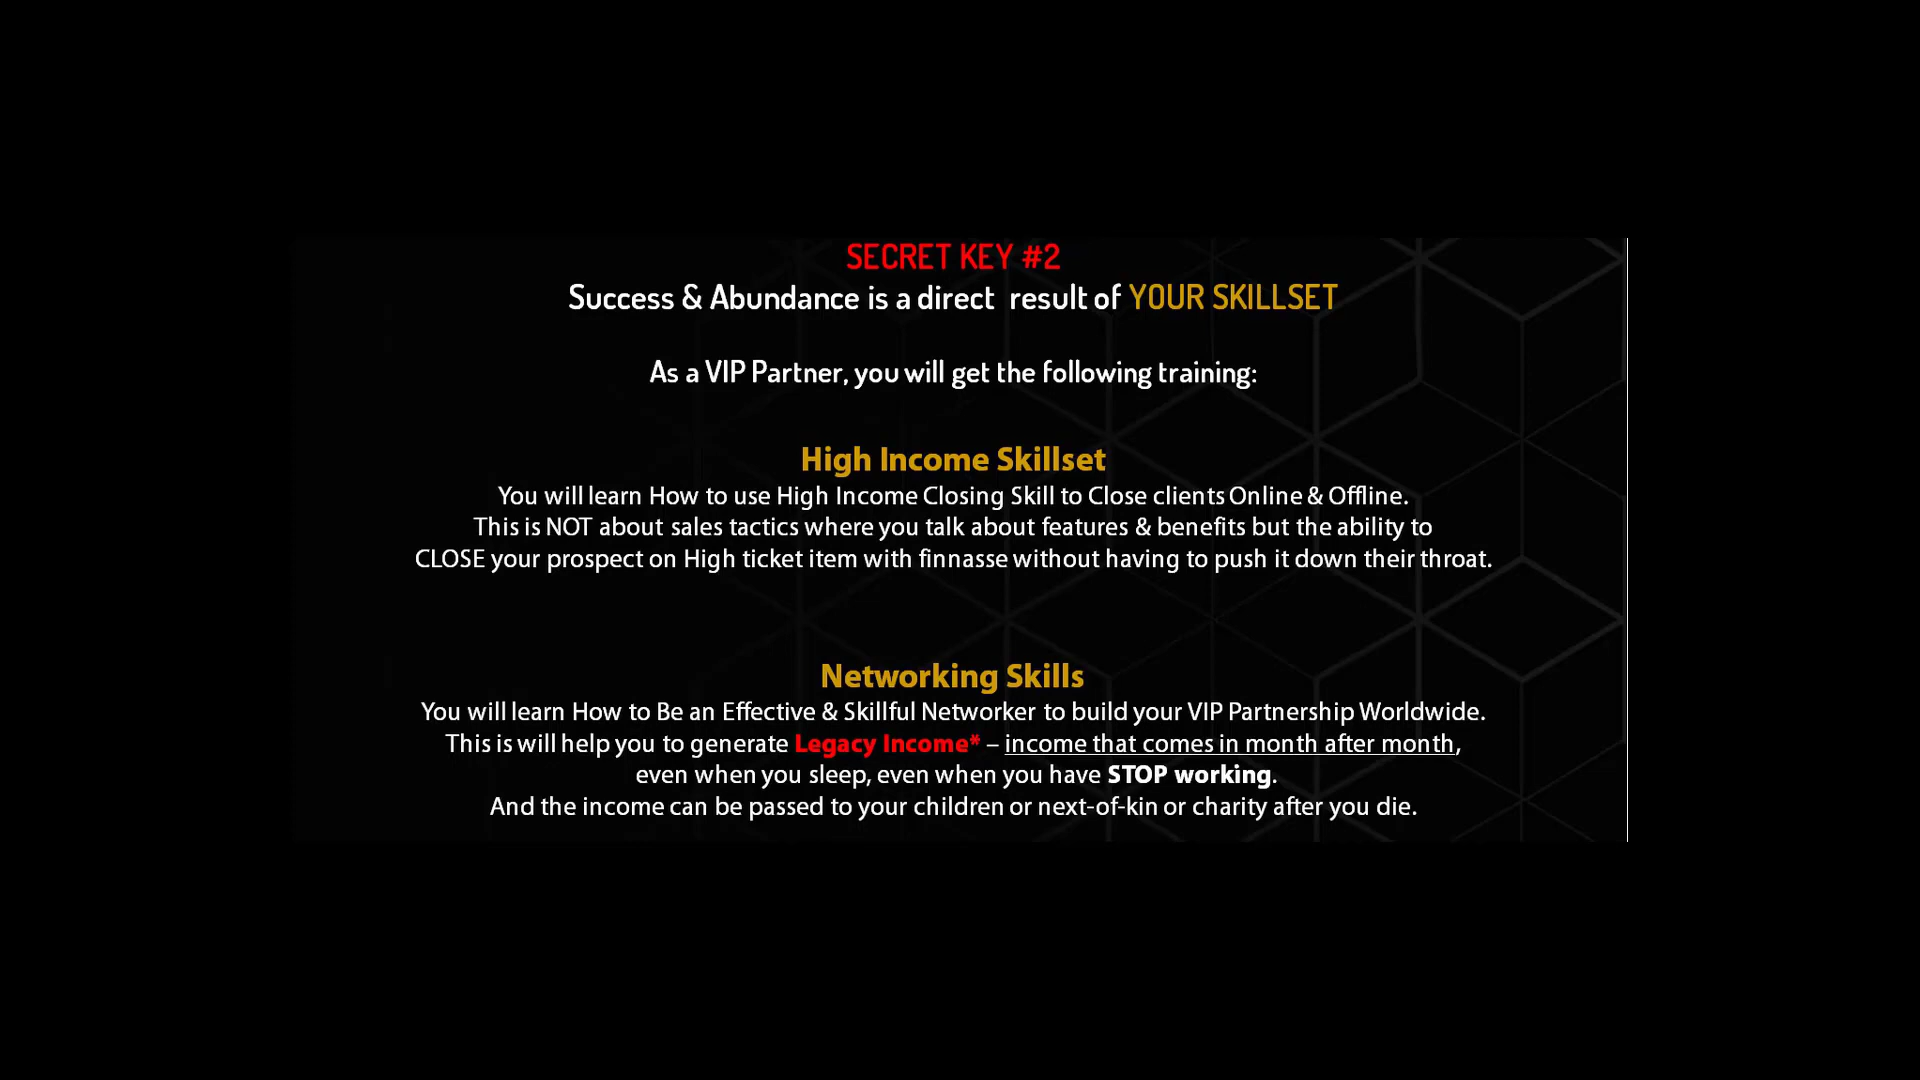 SECRET KEY #2
Success & Abundance is a direct result of YOUR SKILLSET
As a VIP Partner, you will get the following training:
High Income Skillset
You will learn How to use High Income Closing Skill to Close clients Online & Offline.
This is NOT about sales tactics where you talk about features & benefits but the ability to
CLOSE your prospect on High ticket item with finnasse without having to push it down their throat.
Networking Skills
You will learn How to Be an Effective & Skillful Networker to build your VIP Partnership Worldwide.
This is will help you to generate Legacy Income* – income that comes in month after month,
even when you sleep, even when you have STOP working.
And the income can be passed to your children or next-of-kin or charity after you die.